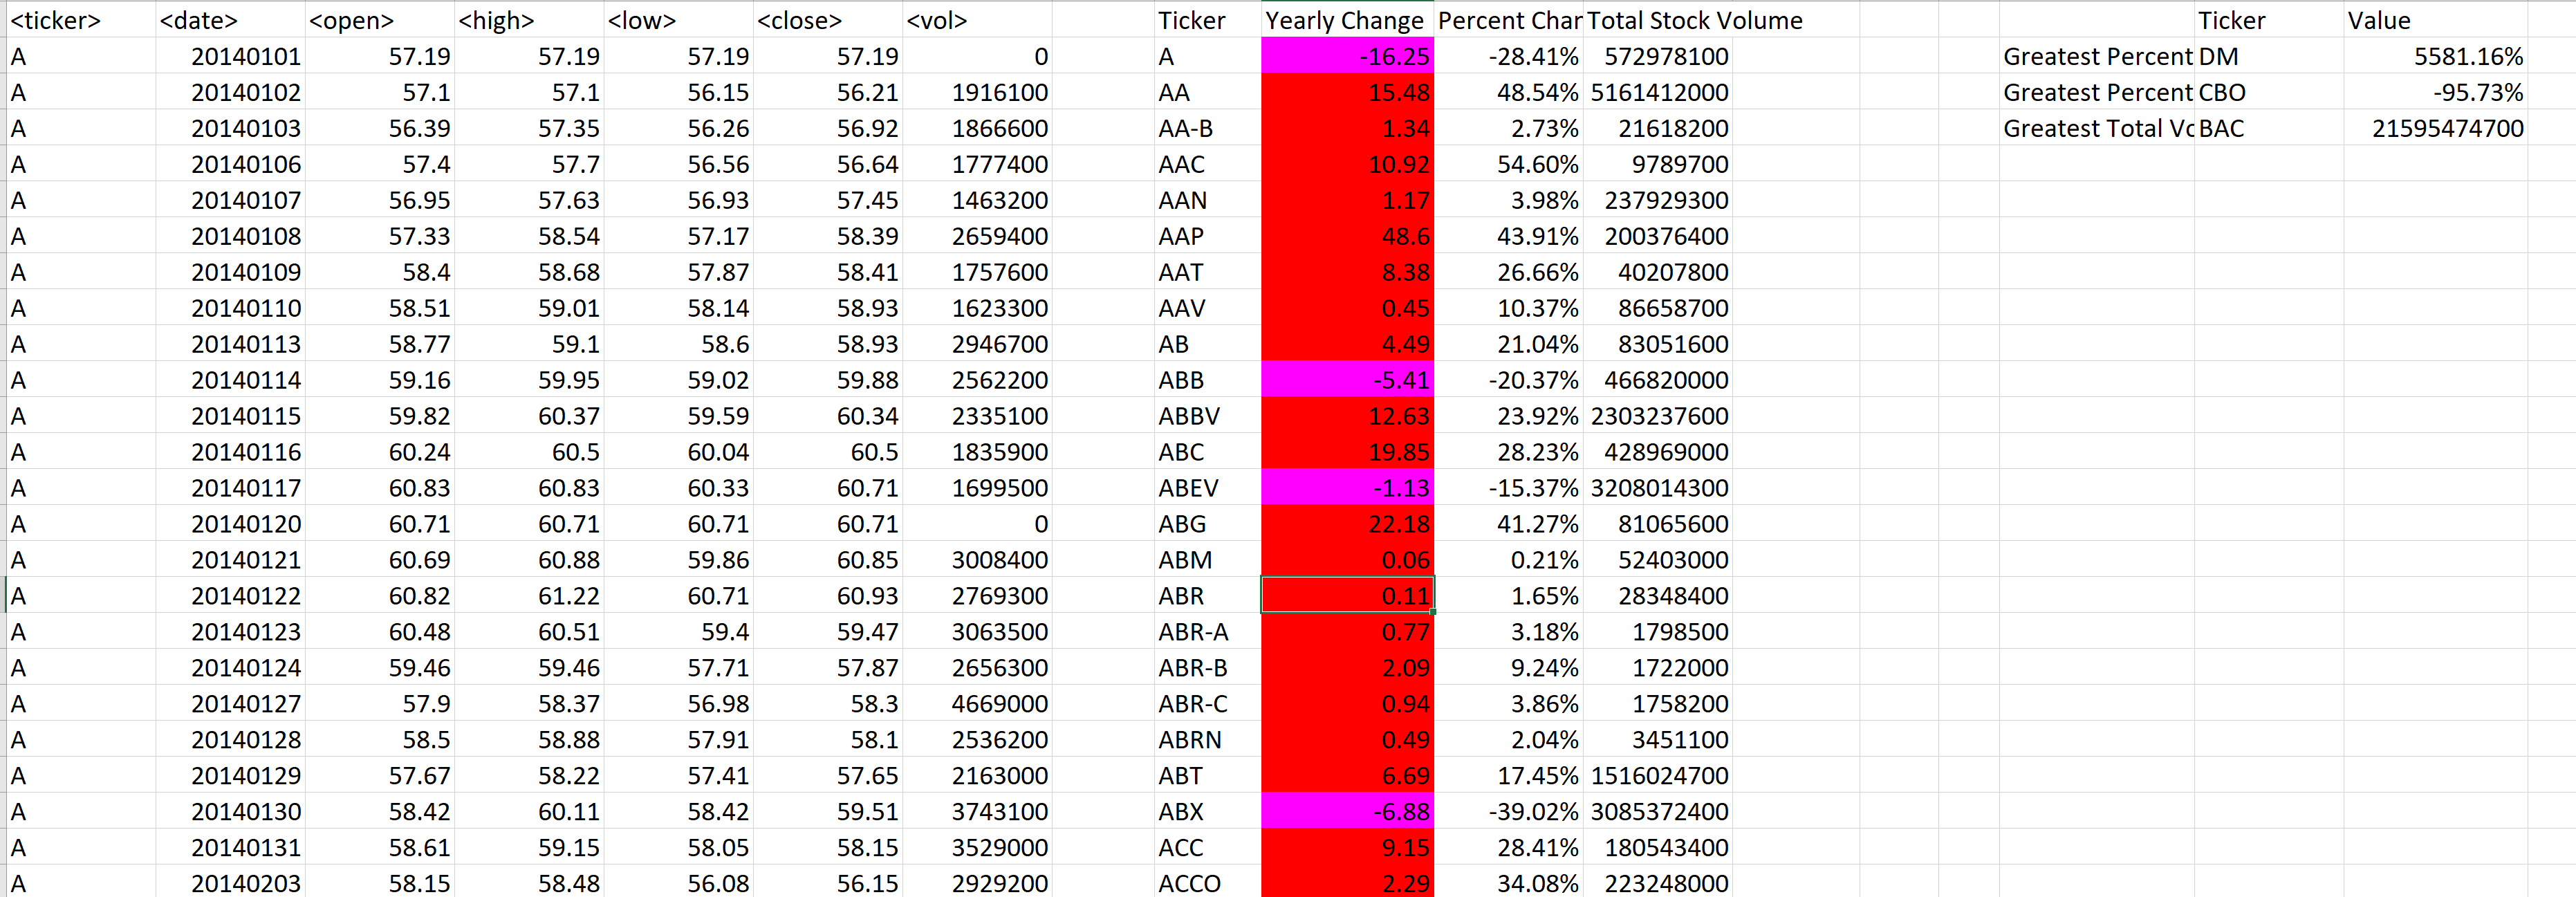 <ticker> <date> <open> <high> <low> <close> <vol> Ticker Yearly Change Percent Char Total Stock Volume Ticker Value
A 20140101 57.19 57.19 57.19 57.19 0 A -16.25 -28.41% 572978100 Greatest Percent DM 5581.16%
A 20140102 57.1 57.1 56.15 56.21 1916100 AA 15.48 48.54% 5161412000 Greatest Percent CBO -95.73%
A 20140103 56.39 57.35 56.26 56.92 1866600 AA-B 1.34 2.73% 21618200 Greatest Total Vc BAC 21595474700
A 20140106 57.4 57.7 56.56 56.64 1777400 AAC 10.92 54.60% 9789700
A 20140107 56.95 57.63 56.93 57.45 1463200 AAN 1.17 3.98% 237929300
A 20140108 57.33 58.54 57.17 58.39 2659400 AAP 48.6 43.91% 200376400
A 20140109 58.4 58.68 57.87 58.41 1757600 AAT 8.38 26.66% 40207800
A 20140110 58.51 59.01 58.14 58.93 1623300 AAV 0.45 10.37% 86658700
A 20140113 58.77 59.1 58.6 58.93 2946700 AB 4.49 21.04% 83051600
A 20140114 59.16 59.95 59.02 59.88 2562200 ABB -5.41 -20.37% 466820000
A 20140115 59.82 60.37 59.59 60.34 2335100 ABBV 12.63 23.92% 2303237600
A 20140116 60.24 60.5 60.04 60.5 1835900 ABC 19.85 28.23% 428969000
A 20140117 60.83 60.83 60.33 60.71 1699500 ABEV -1.13 -15.37% 3208014300
A 20140120 60.71 60.71 60.71 60.71 0 ABG 22.18 41.27% 81065600
A 20140121 60.69 60.88 59.86 60.85 3008400 ABM 0.06 0.21% 52403000
A 20140122 60.82 61.22 60.71 60.93 2769300 ABR 0.11 1.65% 28348400
A 20140123 60.48 60.51 59.4 59.47 3063500 ABR-A 0.77 3.18% 1798500
A 20140124 59.46 59.46 57.71 57.87 2656300 ABR-B 2.09 9.24% 1722000
A 20140127 57.9 58.37 56.98 58.3 4669000 ABR-C 0.94 3.86% 1758200
A 20140128 58.5 58.88 57.91 58.1 2536200 ABRN 0.49 2.04% 3451100
A 20140129 57.67 58.22 57.41 57.65 2163000 ABT 6.69 17.45% 1516024700
A 20140130 58.42 60.11 58.42 59.51 3743100 ABX -6.88 -39.02% 3085372400
A 20140131 58.61 59.15 58.05 58.15 3529000 ACC 9.15 28.41% 180543400
A 20140203 58.15 58.48 56.08 56.15 2929200 ACCO 2.29 34.08% 223248000